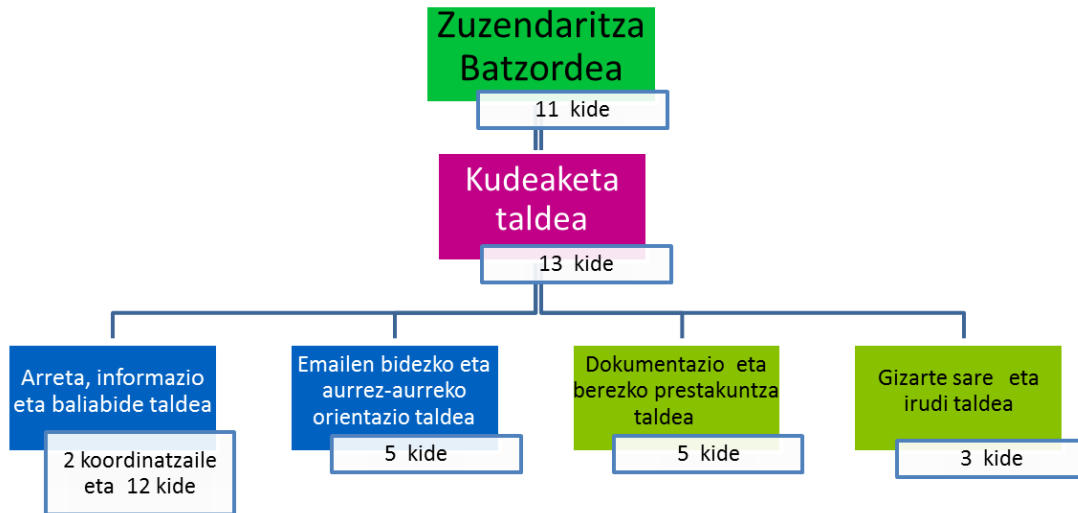 Zuzendaritza
Batzordea
11 kide
Kudeaketa
taldea
13 kide
Arreta, informazio
eta baliabide taldea
2 koordinatzaile
eta 12 kide
Emailen bidezko eta
aurrez-aurreko
orientazio taldea
5 kide
Dokumentazio eta
berezko prestakuntza
taldea
5 kide
Gizarte sare eta
irudi taldea
3 kide